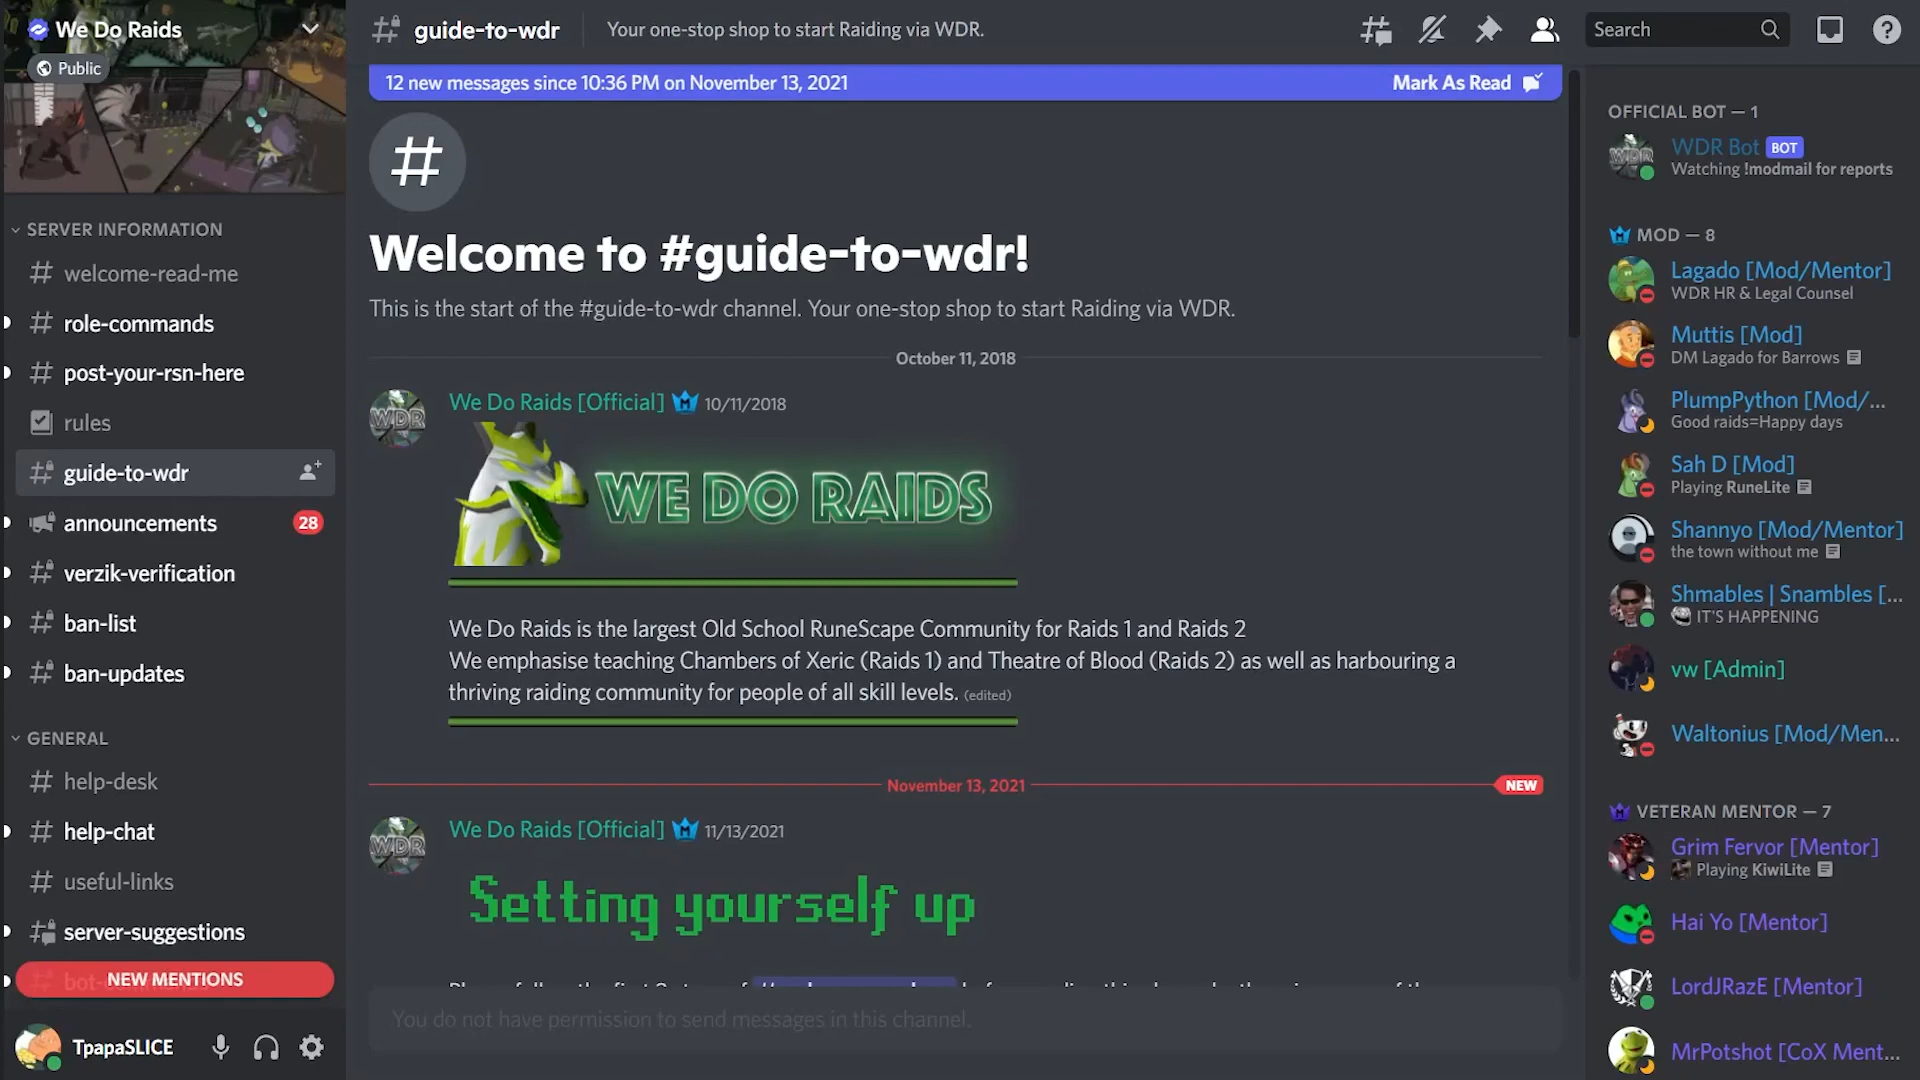 We Do Raids
Public
SERVER INFORMATION
welcome-read-me
role-commands
post-your-rsn-here
rules
guide-to-wdr
announcements
28
verzik-verification
ban-list
ban-updates
GENERAL
help-desk
help-chat
useful-links
server-suggestions
NEW MENTIONS
TpapaSLICE
guide-to-wdr
Your one-stop shop to start Raiding via WDR.
Search
12 new messages since 10:36 PM on November 13, 2021
Mark As Read
Welcome to #guide-to-wdr!
This is the start of the #guide-to-wdr channel. Your one-stop shop to start Raiding via WDR.
October 11, 2018
WDR
We Do Raids [Official] 10/11/2018
WE DO RAIDS
We Do Raids is the largest Old School RuneScape Community for Raids 1 and Raids 2
We emphasise teaching Chambers of Xeric (Raids 1) and Theatre of Blood (Raids 2) as well as harbouring a
thriving raiding community for people of all skill levels. (edited)
November 13, 2021
NEW
WDR
We Do Raids [Official] 11/13/2021
Setting yourself up
You do not have permission to send messages in this channel.
OFFICIAL BOT — 1
WDR
WDR Bot BOT
Watching !modmail for reports
MOD — 8
Lagado [Mod/Mentor]
WDR HR & Legal Counsel
Muttis [Mod]
DM Lagado for Barrows
PlumpPython [Mod/...
Good raids=Happy days
Sah D [Mod]
Playing RuneLite
Shannyo [Mod/Mentor]
the town without me
Shmables | Snambles [...
IT'S HAPPENING
vw [Admin]
Waltonius [Mod/Men...
VETERAN MENTOR — 7
Grim Fervor [Mentor]
Playing KiwiLite
Hai Yo [Mentor]
LordJRazE [Mentor]
MrPotshot [CoX Ment...